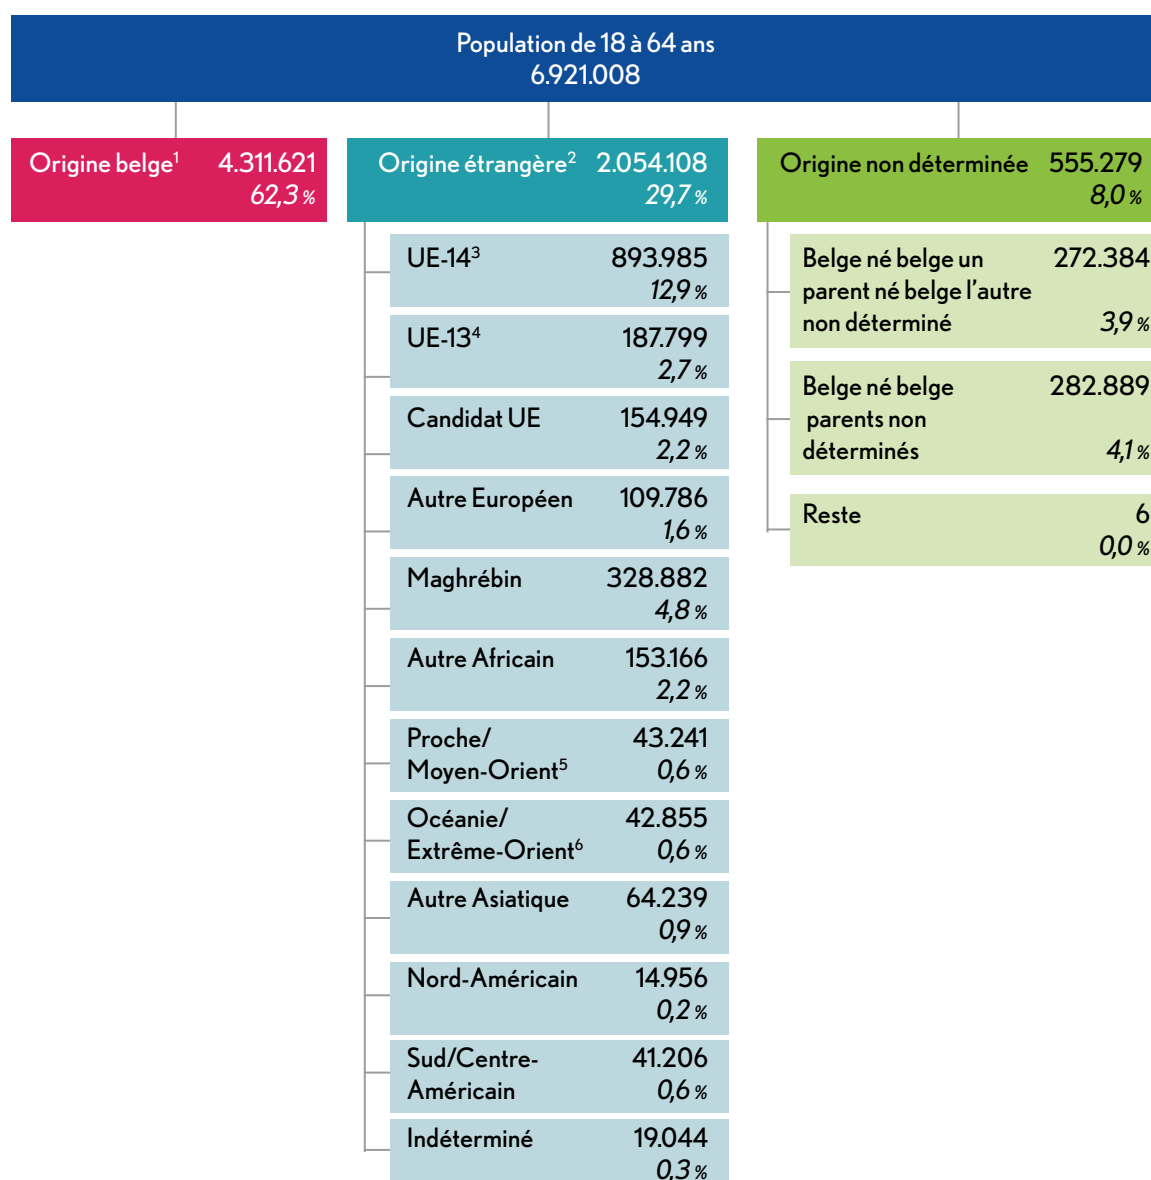 Population de 18 à 64 ans
6.921.008
Origine belge¹ 4.311.621
62,3 %
Origine étrangère² 2.054.108
29,7 %
UE-14³ 893.985
12,9 %
UE-13⁴ 187.799
2,7 %
Candidat UE 154.949
2,2 %
Autre Européen 109.786
1,6 %
Maghrébin 328.882
4,8 %
Autre Africain 153.166
2,2 %
Proche/ 43.241
Moyen-Orient⁵ 0,6 %
Océanie/ 42.855
Extrême-Orient⁶ 0,6 %
Autre Asiatique 64.239
0,9 %
Nord-Américain 14.956
0,2 %
Sud/Centre- 41.206
Américain 0,6 %
Indéterminé 19.044
0,3 %
Origine non déterminée 555.279
8,0 %
Belge né belge un 272.384
parent né belge l'autre
non déterminé 3,9 %
Belge né belge 282.889
parents non
déterminés 4,1 %
Reste 6
0,0 %